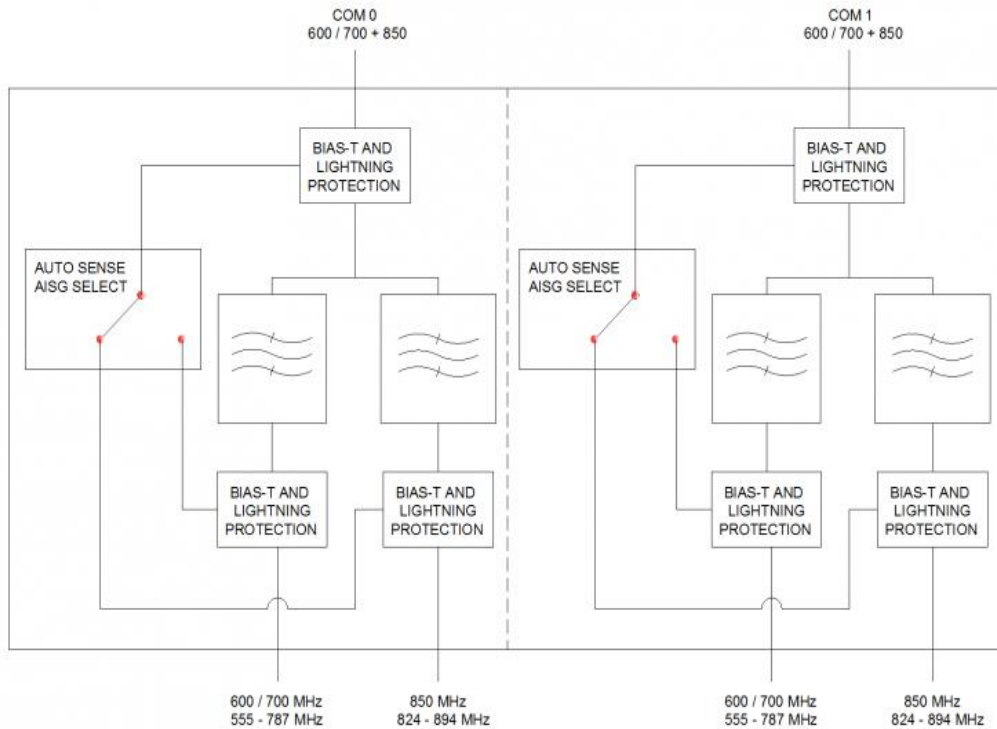 COM 0
600 / 700 + 850
COM 1
600 / 700 + 850
BIAS-T AND
LIGHTNING
PROTECTION
BIAS-T AND
LIGHTNING
PROTECTION
AUTO SENSE
AISG SELECT
AUTO SENSE
AISG SELECT
BIAS-T AND
LIGHTNING
PROTECTION
BIAS-T AND
LIGHTNING
PROTECTION
BIAS-T AND
LIGHTNING
PROTECTION
BIAS-T AND
LIGHTNING
PROTECTION
600 / 700 MHz
555 - 787 MHz
850 MHz
824 - 894 MHz
600 / 700 MHz
555 - 787 MHz
850 MHz
824 - 894 MHz